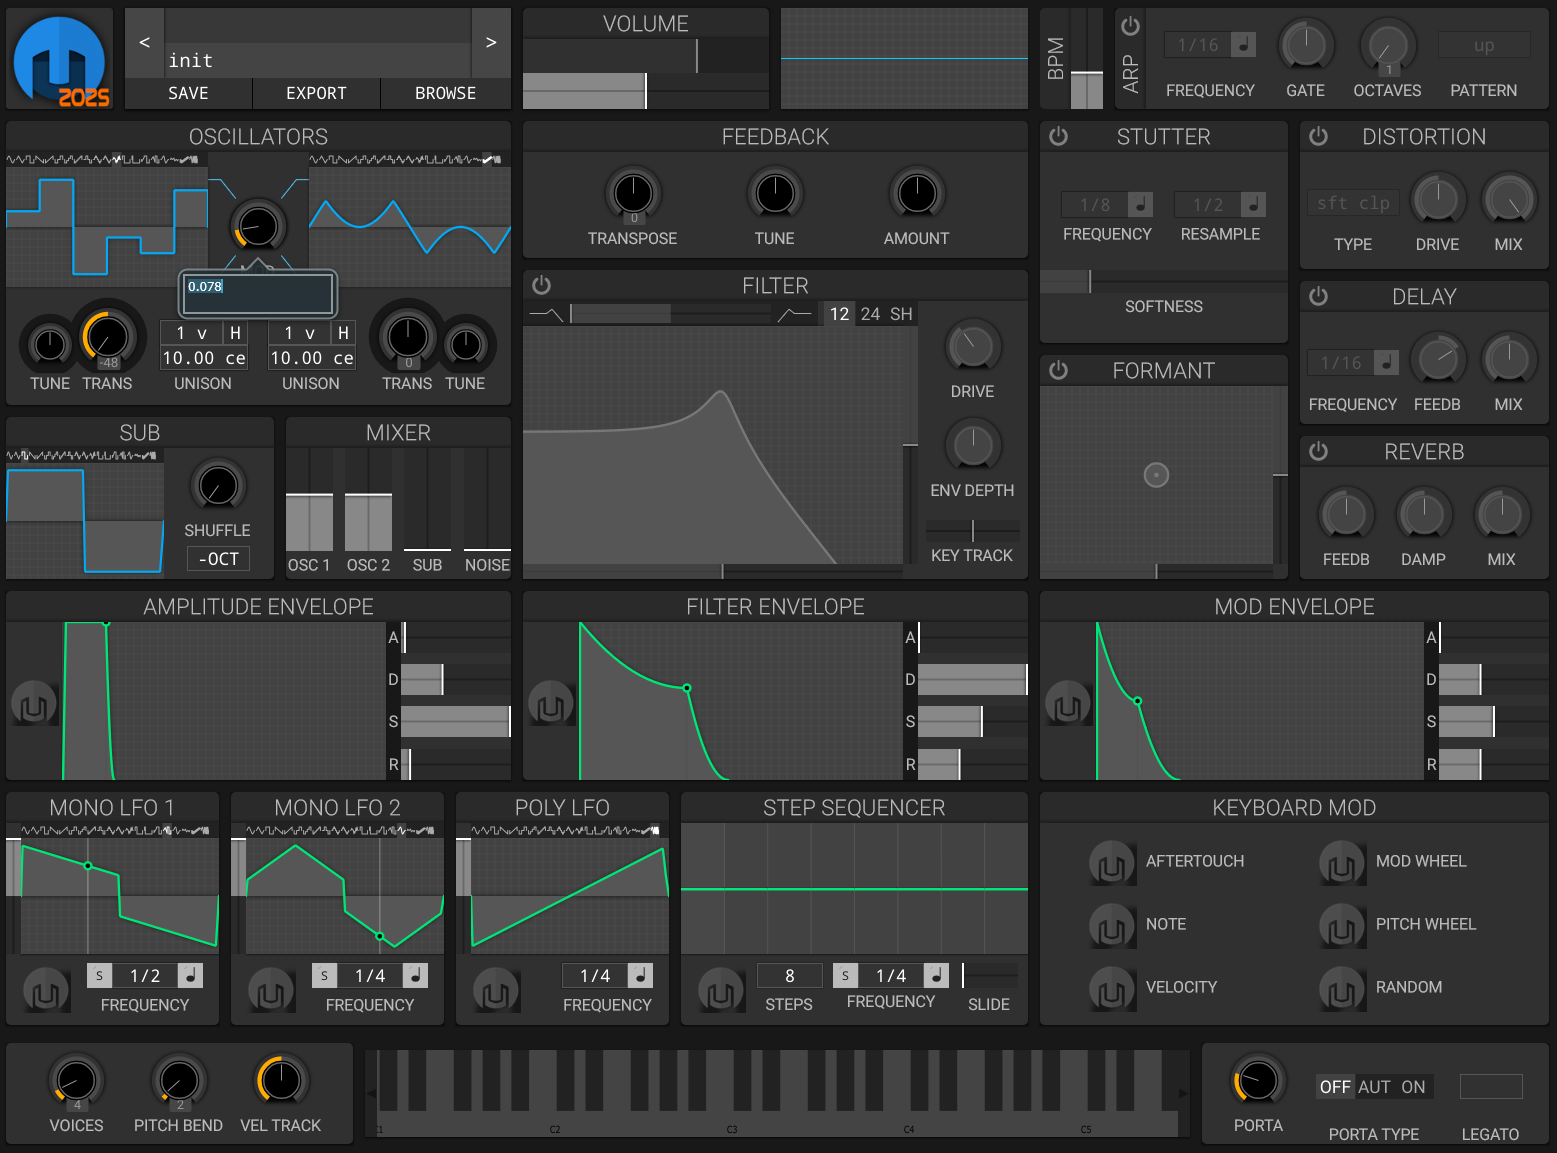 2025
< >
init
SAVE EXPORT BROWSE
VOLUME
BPM
ARP
1/16 1 up
FREQUENCY GATE OCTAVES PATTERN
OSCILLATORS
0.078
-48 1 v H 1 v H 0
10.00 ce 10.00 ce
TUNE TRANS UNISON UNISON TRANS TUNE
FEEDBACK
0
TRANSPOSE TUNE AMOUNT
STUTTER
1/8 1/2
FREQUENCY RESAMPLE
SOFTNESS
DISTORTION
sft clp
TYPE DRIVE MIX
FILTER
12 24 SH
DRIVE
ENV DEPTH
KEY TRACK
FORMANT
DELAY
1/16
FREQUENCY FEEDB MIX
REVERB
FEEDB DAMP MIX
SUB
SHUFFLE
-OCT
MIXER
OSC 1 OSC 2 SUB NOISE
AMPLITUDE ENVELOPE
A
D
S
R
FILTER ENVELOPE
A
D
S
R
MOD ENVELOPE
A
D
S
R
MONO LFO 1
S 1/2
FREQUENCY
MONO LFO 2
S 1/4
FREQUENCY
POLY LFO
1/4
FREQUENCY
STEP SEQUENCER
8 S 1/4
STEPS FREQUENCY SLIDE
KEYBOARD MOD
AFTERTOUCH MOD WHEEL
NOTE PITCH WHEEL
VELOCITY RANDOM
4 2
VOICES PITCH BEND VEL TRACK
C2 C3 C4 C5
OFF AUT ON
PORTA PORTA TYPE LEGATO